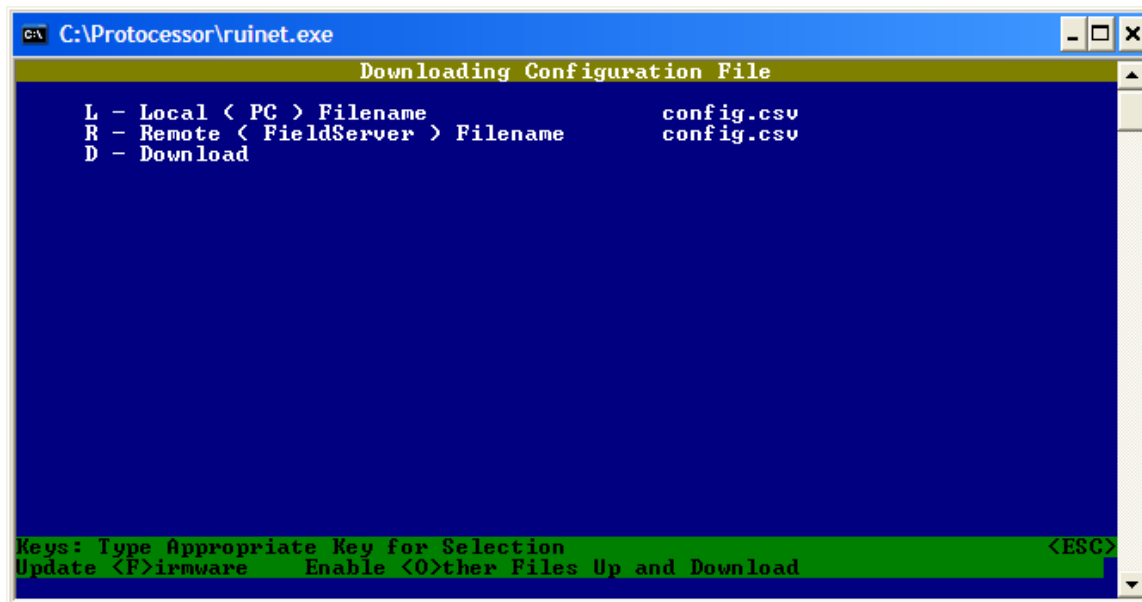 C:\Protocessor\ruinet.exe
Downloading Configuration File
L - Local ( PC ) Filename config.csv
R - Remote ( FieldServer ) Filename config.csv
D - Download
Keys: Type Appropriate Key for Selection <ESC>
Update <F>irmware Enable <O>ther Files Up and Download